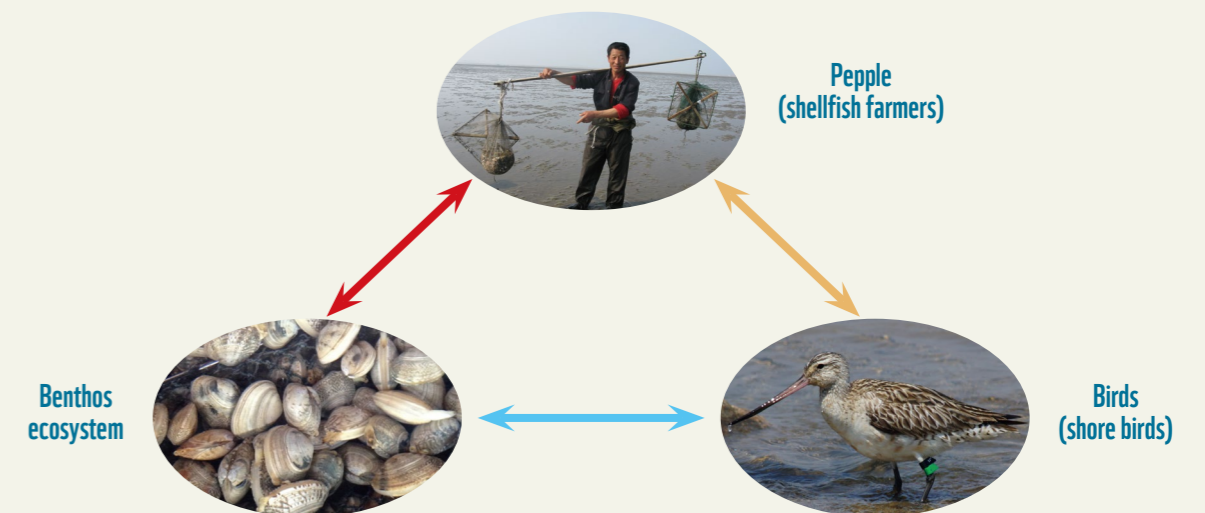 Pepple
(shellfish farmers)
Benthos
ecosystem
Birds
(shore birds)